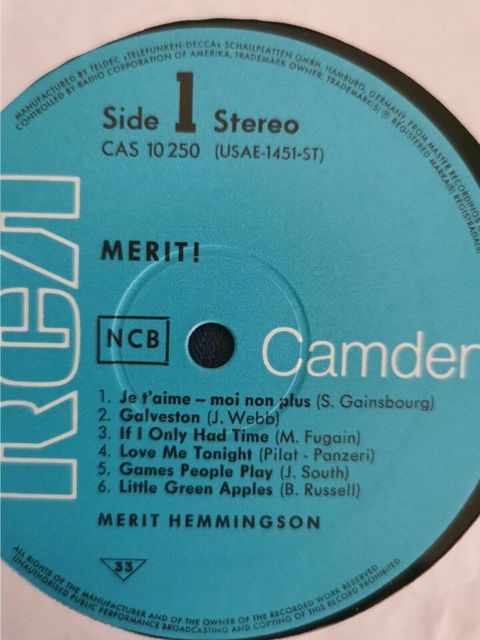 MANUFACTURED BY TELDEC »TELEFUNKEN-DECCA« SCHALLPLATTEN GMBH, HAMBURG, GERMANY, FROM MASTER RECORDINGS
CONTROLLED BY RADIO CORPORATION OF AMERIKA, TRADEMARK OWNER. TRADEMARK(S) ® REGISTERED MARKA(S) REGISTRADA(S)
Side 1 Stereo
CAS 10 250 (USAE-1451-ST)
RCA
MERIT!
NCB
Camden
1. Je t'aime – moi non plus (S. Gainsbourg)
2. Galveston (J. Webb)
3. If I Only Had Time (M. Fugain)
4. Love Me Tonight (Pilat - Panzeri)
5. Games People Play (J. South)
6. Little Green Apples (B. Russell)
MERIT HEMMINGSON
33
ALL RIGHTS OF THE MANUFACTURER AND OF THE OWNER OF THE RECORDED WORK RESERVED
UNAUTHORISED PUBLIC PERFORMANCE BROADCASTING AND COPYING OF THIS RECORD PROHIBITED